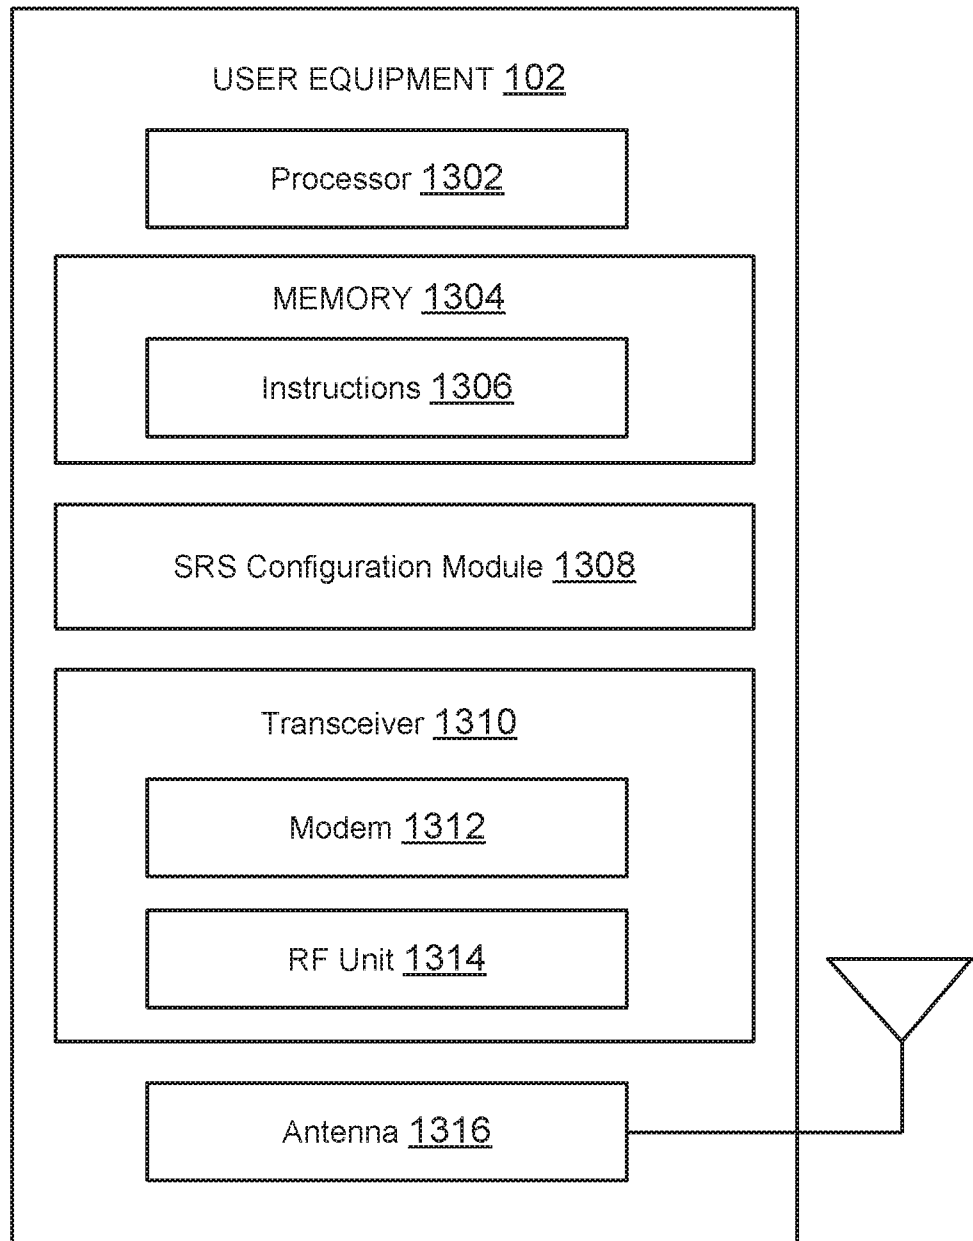 USER EQUIPMENT 102
Processor 1302
MEMORY 1304
Instructions 1306
SRS Configuration Module 1308
Transceiver 1310
Modem 1312
RF Unit 1314
Antenna 1316